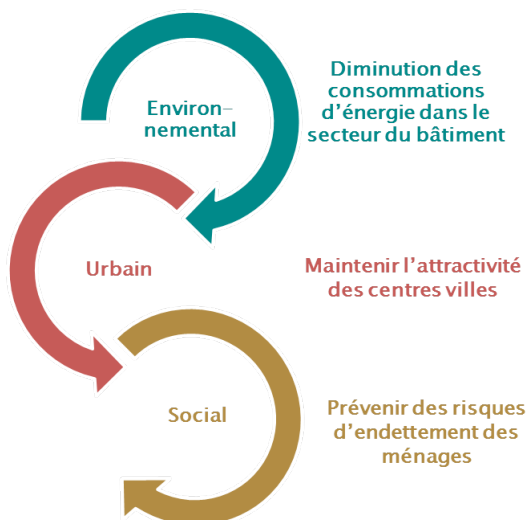 Environ-
nemental
Diminution des
consommations
d'énergie dans le
secteur du bâtiment
Urbain
Maintenir l'attractivité
des centres villes
Social
Prévenir des risques
d'endettement des
ménages